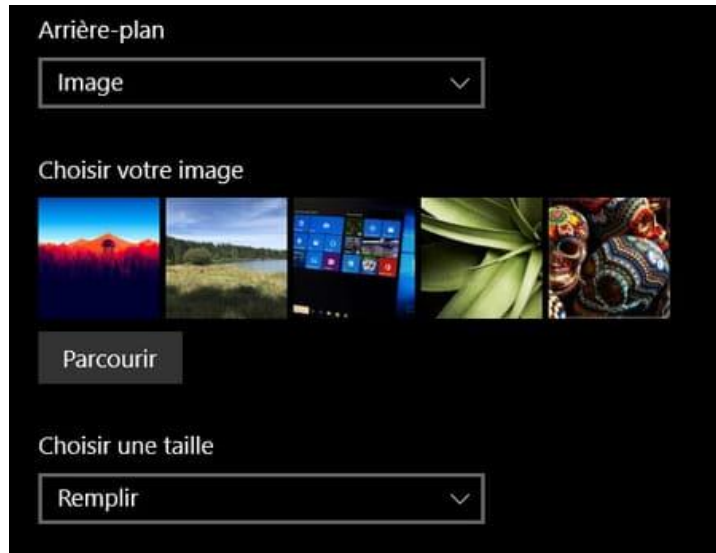 Arrière-plan
Image
Choisir votre image
Parcourir
Choisir une taille
Remplir